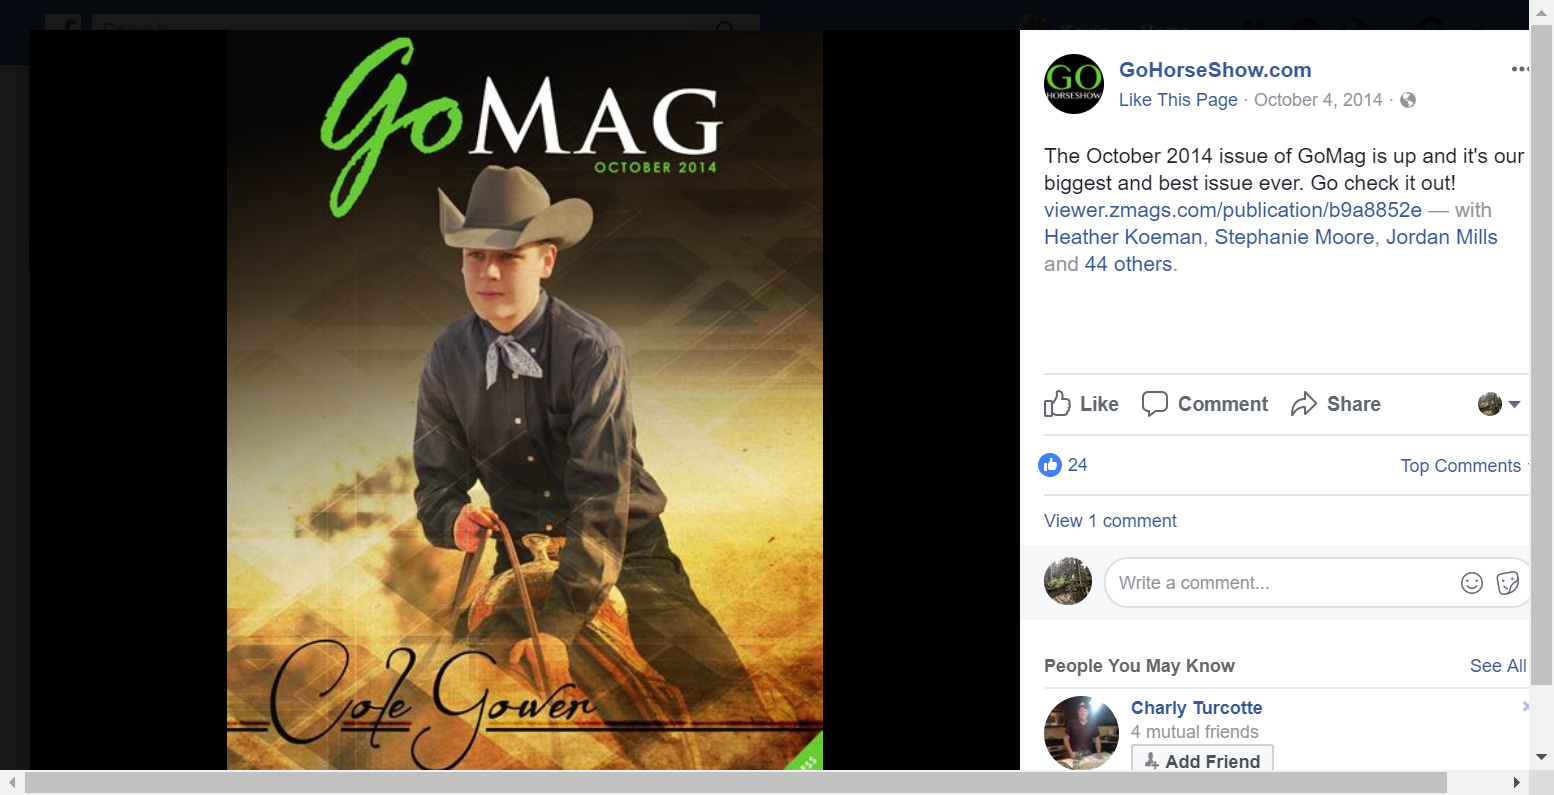 Search
Home
GoMAG
OCTOBER 2014
Cole Gower
ESS
GO
HORSESHOW
GoHorseShow.com
Like This Page · October 4, 2014 ·
The October 2014 issue of GoMag is up and it's our
biggest and best issue ever. Go check it out!
viewer.zmags.com/publication/b9a8852e — with
Heather Koeman, Stephanie Moore, Jordan Mills
and 44 others.
Like Comment Share
24 Top Comments
View 1 comment
Write a comment...
People You May Know See All
Charly Turcotte
4 mutual friends
Add Friend